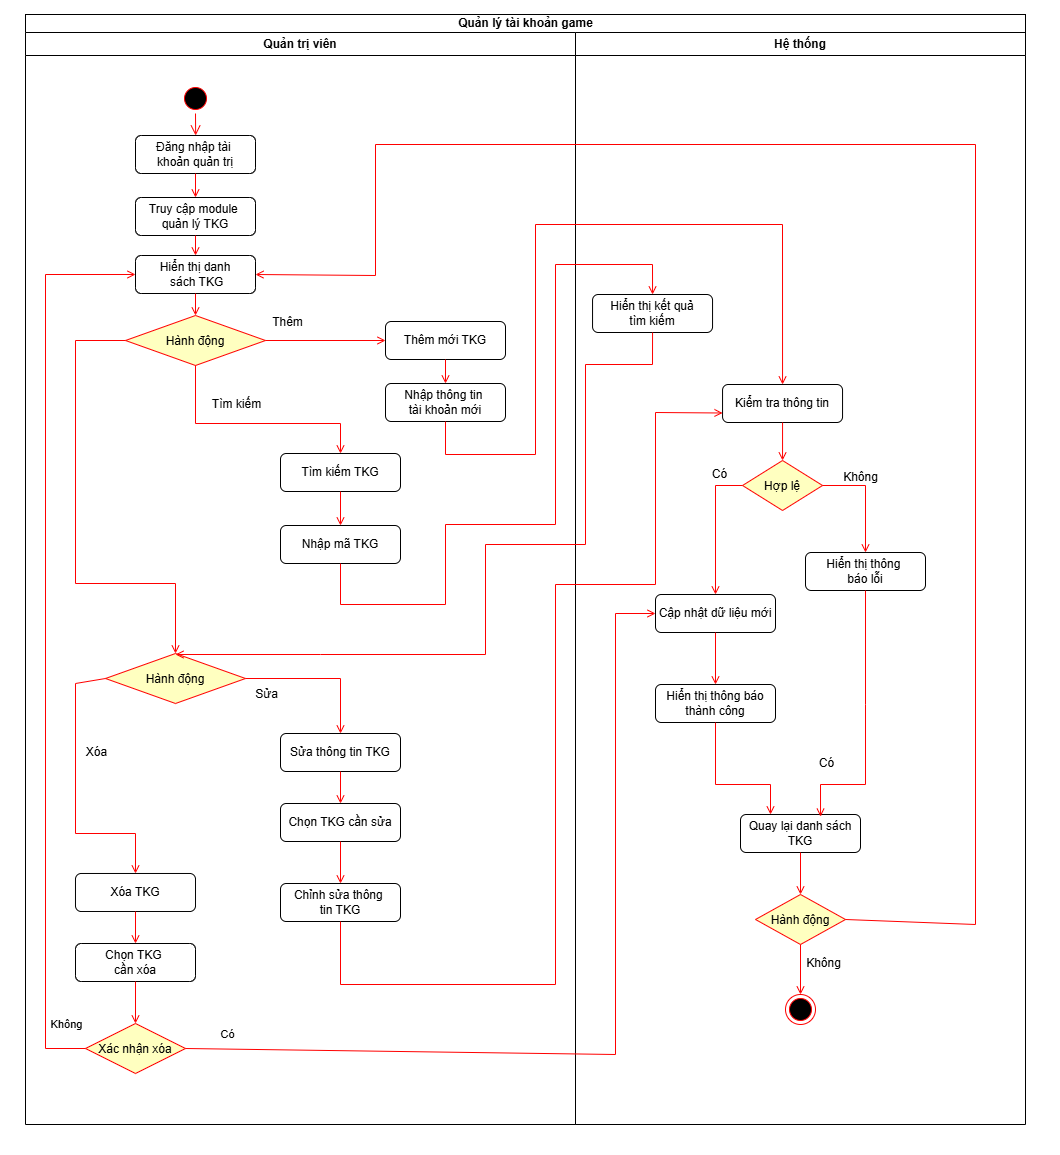 Quản lý tài khoản game
Quản trị viên
Hệ thống
Đăng nhập tài
khoản quản trị
Truy cập module
quản lý TKG
Hiển thị danh
sách TKG
Hành động
Thêm
Thêm mới TKG
Nhập thông tin
tài khoản mới
Tìm kiếm
Tìm kiếm TKG
Nhập mã TKG
Hiển thị kết quả
tìm kiếm
Kiểm tra thông tin
Hợp lệ
Có
Không
Hiển thị thông
báo lỗi
Cập nhật dữ liệu mới
Hiển thị thông báo
thành công
Có
Quay lại danh sách
TKG
Hành động
Không
Hành động
Sửa
Xóa
Sửa thông tin TKG
Chọn TKG cần sửa
Chỉnh sửa thông
tin TKG
Xóa TKG
Chọn TKG
cần xóa
Xác nhận xóa
Không
Có